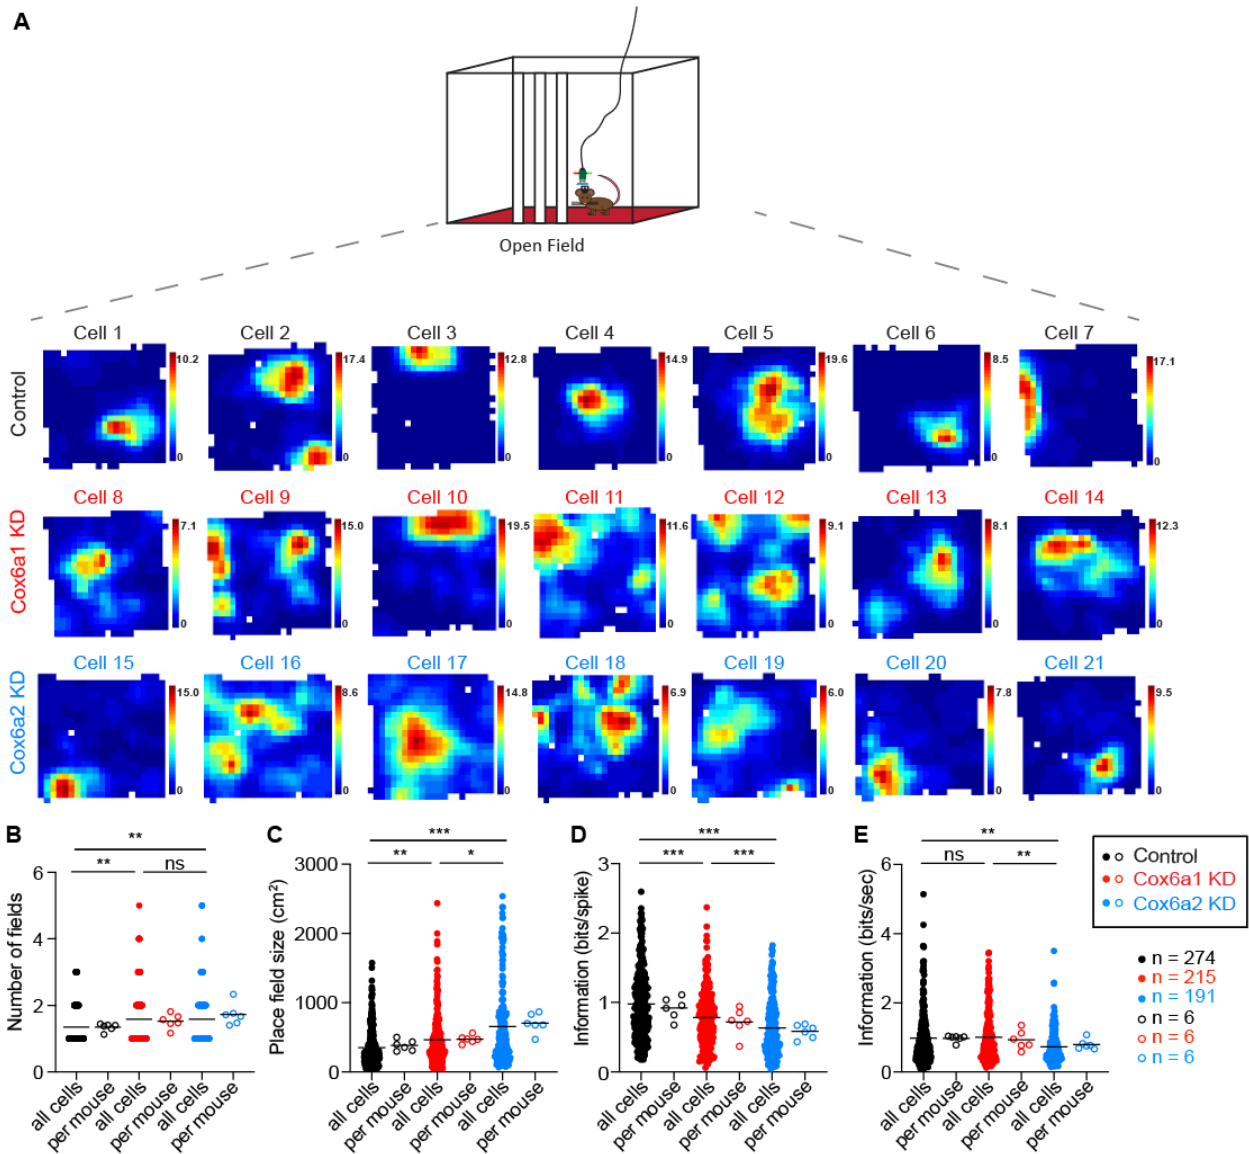 A
Open Field
Cell 1 Cell 2 Cell 3 Cell 4 Cell 5 Cell 6 Cell 7
Control
10.2 17.4 12.8 14.9 19.6 8.5 17.1
0 0 0 0 0 0 0
Cell 8 Cell 9 Cell 10 Cell 11 Cell 12 Cell 13 Cell 14
Cox6a1 KD
7.1 15.0 19.5 11.6 9.1 8.1 12.3
0 0 0 0 0 0 0
Cell 15 Cell 16 Cell 17 Cell 18 Cell 19 Cell 20 Cell 21
Cox6a2 KD
15.0 8.6 14.8 6.9 6.0 7.8 9.5
0 0 0 0 0 0 0
B
**
** ns
Number of fields
6
4
2
0
all cells per mouse all cells per mouse all cells per mouse
C
***
** *
Place field size (cm²)
3000
2000
1000
0
all cells per mouse all cells per mouse all cells per mouse
D
***
*** ***
Information (bits/spike)
3
2
1
0
all cells per mouse all cells per mouse all cells per mouse
E
**
ns **
Information (bits/sec)
6
4
2
0
all cells per mouse all cells per mouse all cells per mouse
Control
Cox6a1 KD
Cox6a2 KD
n = 274
n = 215
n = 191
n = 6
n = 6
n = 6